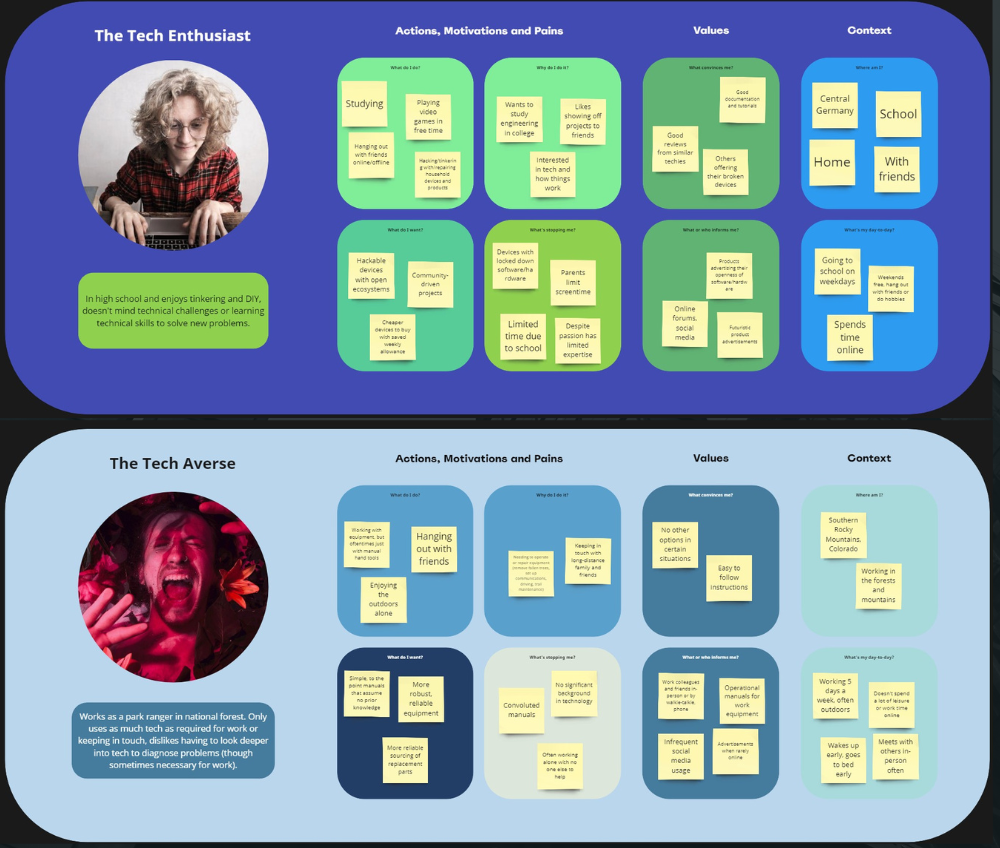 The Tech Enthusiast
In high school and enjoys tinkering and DIY,
doesn't mind technical challenges or learning
technical skills to solve new problems.
Actions, Motivations and Pains
Values
Context
What do I do?
Studying
Playing
video
games in
free time
Hanging out
with friends
online/offline
Hacking/tinkerin
g with/repairing
household
devices and
products
Why do I do it?
Wants to
study
engineering
in college
Likes
showing off
projects to
friends
Interested
in tech and
how things
work
What convinces me?
Good
documentation
and tutorials
Good
reviews
from similar
techies
Others
offering
their broken
devices
Where am I?
Central
Germany
School
Home
With
friends
What do I want?
Hackable
devices
with open
ecosystems
Community-
driven
projects
Cheaper
devices to buy
with saved
weekly
allowance
What's stopping me?
Devices with
locked down
software/ha
rdware
Parents
limit
screentime
Limited
time due
to school
Despite
passion has
limited
expertise
What or who informs me?
Products
advertising their
openness of
software/hardw
are
Online
forums,
social
media
Futuristic
product
advertisements
What's my day-to-day?
Going to
school on
weekdays
Weekends
free, hang out
with friends or
do hobbies
Spends
time
online
The Tech Averse
Works as a park ranger in national forest. Only
uses as much tech as required for work or
keeping in touch, dislikes having to look deeper
into tech to diagnose problems (though
sometimes necessary for work).
Actions, Motivations and Pains
Values
Context
What do I do?
Working with
equipment, but
oftentimes just
with manual
hand tools
Hanging
out with
friends
Enjoying
the
outdoors
alone
Why do I do it?
Needing to operate
or repair equipment
communications,
driving, trail
maintenance)
Keeping in
touch with
long-distance
family and
friends
What convinces me?
No other
options in
certain
situations
Easy to
follow
instructions
Where am I?
Southern
Rocky
Mountains,
Colorado
Working in
the forests
and
mountains
What do I want?
Simple, to the
point manuals
that assume
no prior
knowledge
More
robust,
reliable
equipment
More reliable
sourcing of
replacement
parts
What's stopping me?
Convoluted
manuals
No significant
background
in technology
Often working
alone with no
one else to
help
What or who informs me?
Work colleagues
and friends in-
person or by
walkie-talkie,
phone
Operational
manuals for
work
equipment
Infrequent
social
media
usage
Advertisements
when rarely
online
What's my day-to-day?
Working 5
days a
week, often
outdoors
Doesn't spend
a lot of leisure
or work time
online
Wakes up
early, goes
to bed
early
Meets with
others in-
person
often